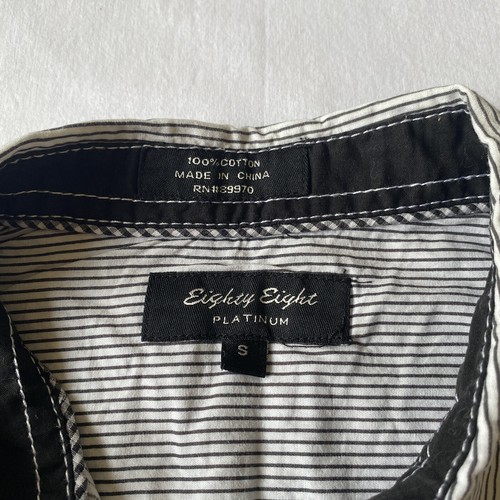 100% COTTON
MADE IN CHINA
RN#89970
Eighty Eight
PLATINUM
S